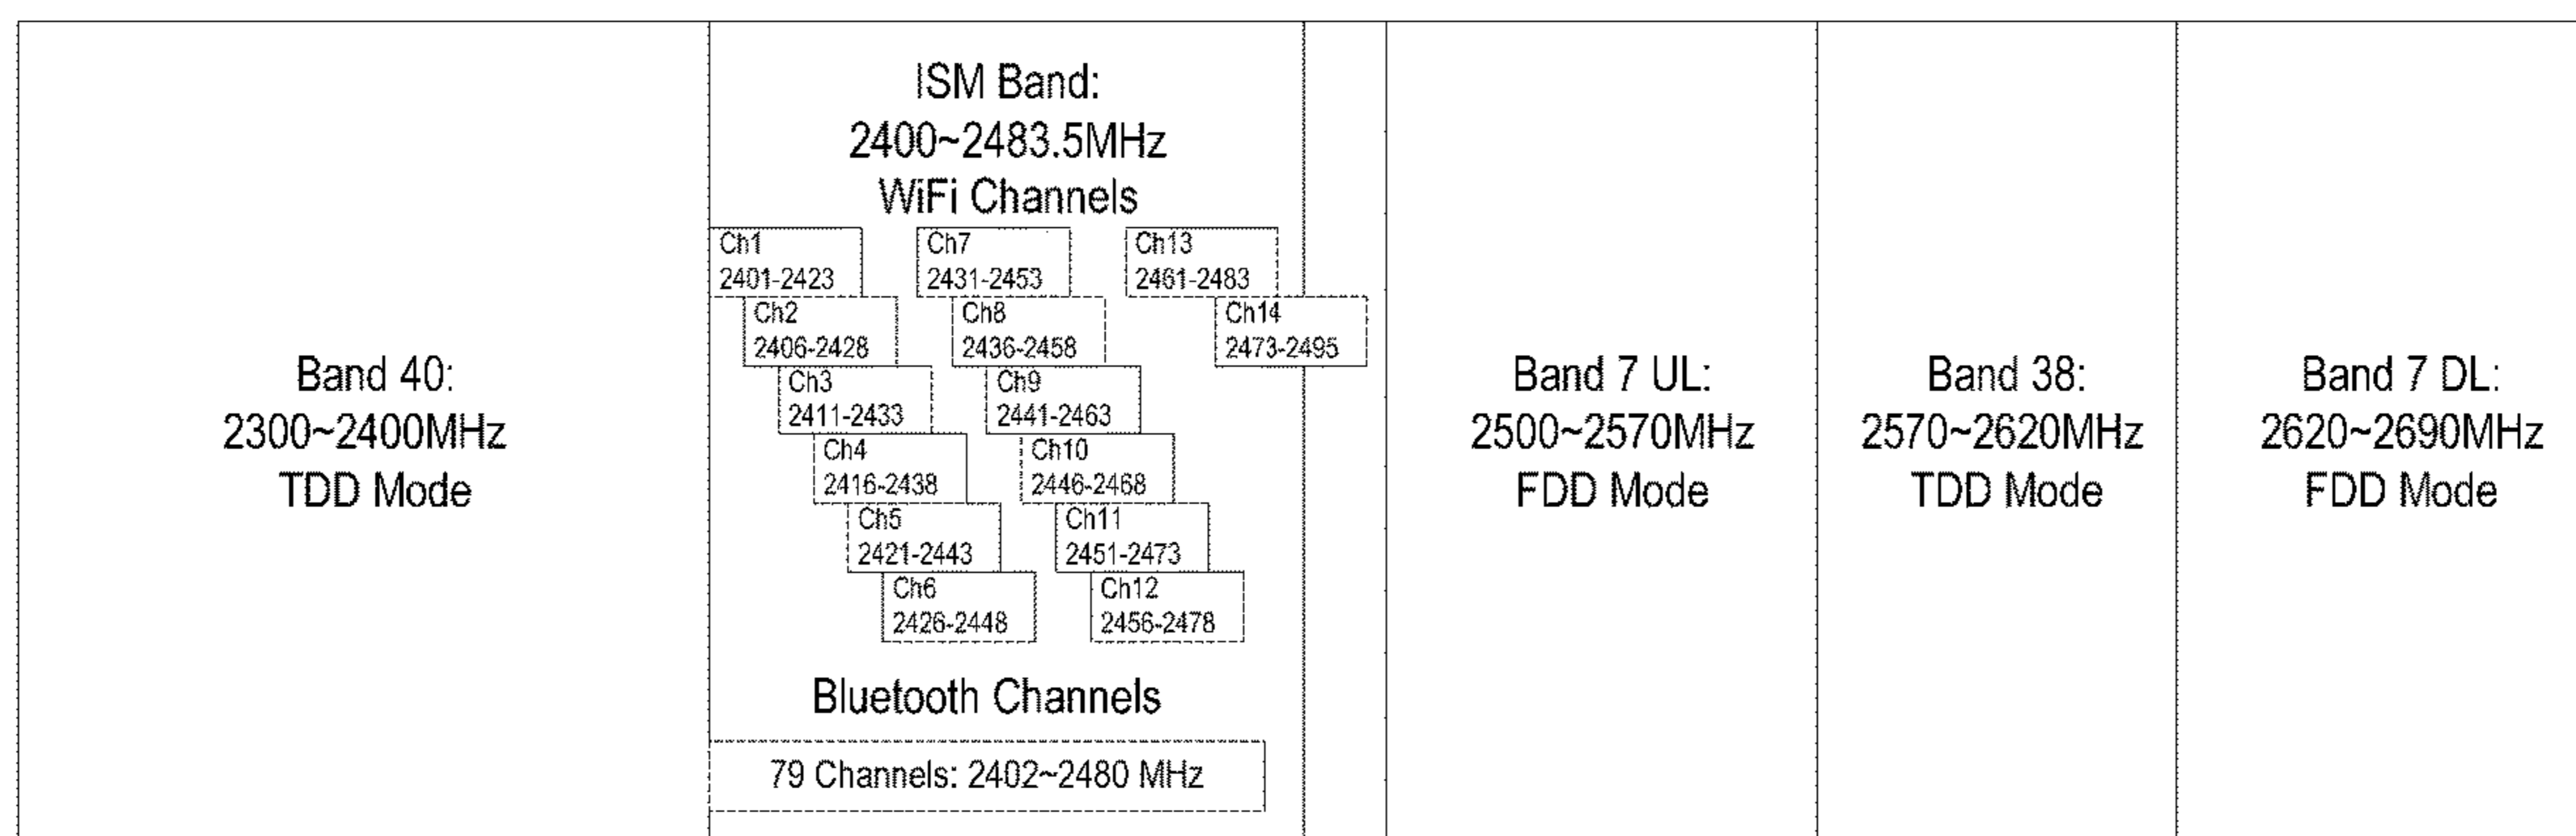 Band 40:
2300~2400MHz
TDD Mode
ISM Band:
2400~2483.5MHz
WiFi Channels
Ch1
2401-2423
Ch2
2406-2428
Ch3
2411-2433
Ch4
2416-2438
Ch5
2421-2443
Ch6
2426-2448
Ch7
2431-2453
Ch8
2436-2458
Ch9
2441-2463
Ch10
2446-2468
Ch11
2451-2473
Ch12
2456-2478
Ch13
2461-2483
Ch14
2473-2495
Bluetooth Channels
79 Channels: 2402~2480 MHz
Band 7 UL:
2500~2570MHz
FDD Mode
Band 38:
2570~2620MHz
TDD Mode
Band 7 DL:
2620~2690MHz
FDD Mode